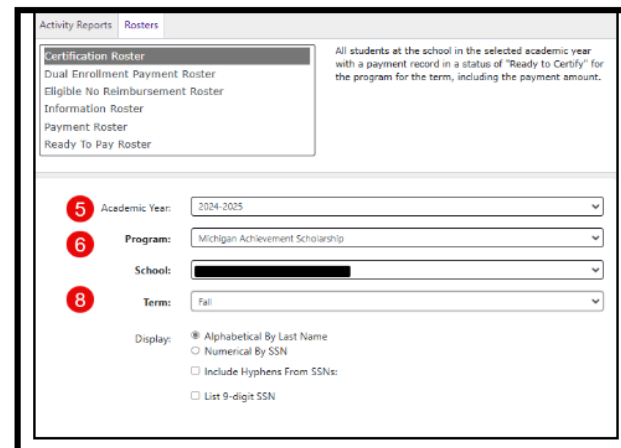 Activity Reports Rosters
Certification Roster
Dual Enrollment Payment Roster
Eligible No Reimbursement Roster
Information Roster
Payment Roster
Ready To Pay Roster
All students at the school in the selected academic year
with a payment record in a status of "Ready to Certify" for
the program for the term, including the payment amount.
5 Academic Year: 2024-2025
6 Program: Michigan Achievement Scholarship
School:
8 Term: Fall
Display: Alphabetical By Last Name
Numerical By SSN
Include Hyphens From SSNs:
List 9-digit SSN